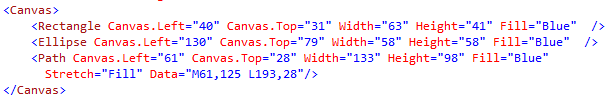 <Canvas>
<Rectangle Canvas.Left="40" Canvas.Top="31" Width="63" Height="41" Fill="Blue"  />
<Ellipse Canvas.Left="130" Canvas.Top="79" Width="58" Height="58" Fill="Blue"  />
<Path Canvas.Left="61" Canvas.Top="28" Width="133" Height="98" Fill="Blue"
Stretch="Fill" Data="M61,125 L193,28"/>
</Canvas>